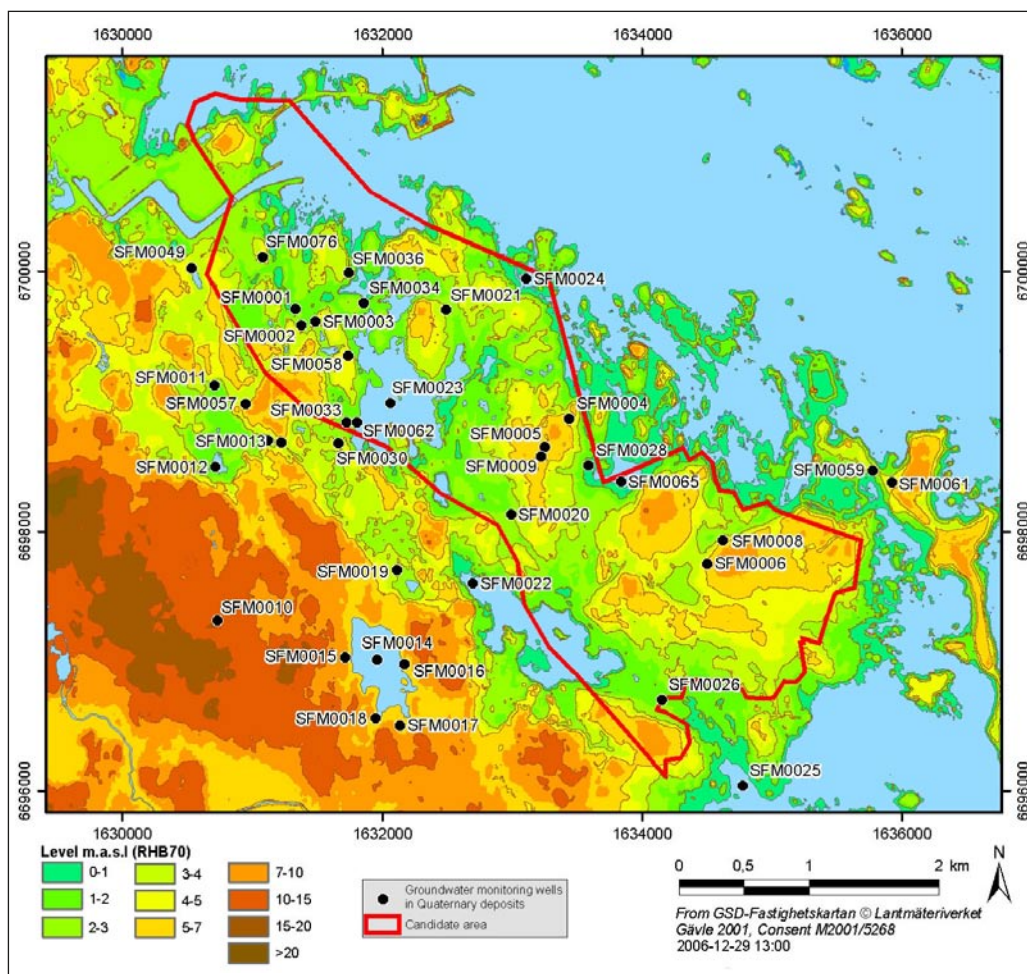 1630000 1632000 1634000 1636000
6700000
6700000
SFM0049
SFM0076
SFM0036
SFM0024
SFM0034
SFM0021
SFM0001
SFM0003
SFM0002
SFM0058
SFM0011
SFM0023
SFM0057
SFM0033
SFM0004
SFM0062
SFM0005
SFM0013
SFM0028
SFM0030
SFM0009
SFM0059
SFM0012
SFM0065
SFM0061
SFM0020
6698000
6698000
SFM0008
SFM0019
SFM0006
SFM0022
SFM0010
SFM0014
SFM0015
SFM0016
SFM0026
SFM0018
SFM0017
SFM0025
6696000
6696000
1630000 1632000 1634000 1636000
Level m.a.s.l (RHB70)
0-1 3-4 7-10
1-2 4-5 10-15
2-3 5-7 15-20
>20
Groundwater monitoring wells
in Quaternary deposits
Candidate area
0 0,5 1 2 km
N
From GSD-Fastighetskartan © Lantmäteriverket
Gävle 2001, Consent M2001/5268
2006-12-29 13:00